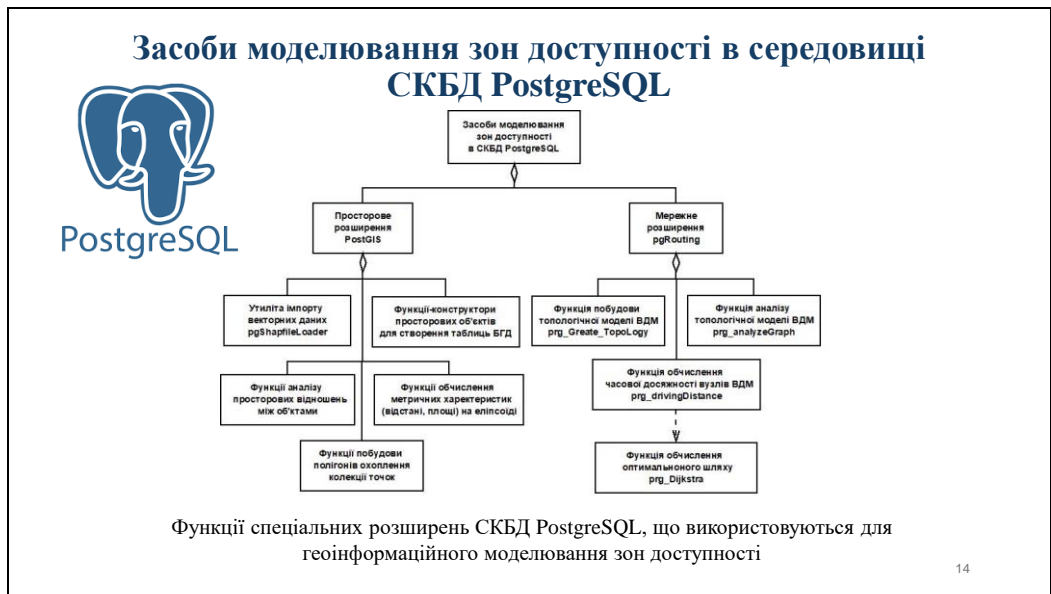 Засоби моделювання зон доступності в середовищі
СКБД PostgreSQL
PostgreSQL
Засоби моделювання
зон доступності
в СКБД PostgreSQL
Просторове
розширення
PostGIS
Мережне
розширення
pgRouting
Утиліта імпорту
векторних даних
pgShapfileLoader
Функції-конструктори
просторових об'єктів
для створення таблиць БГД
Функція побудови
топологічної моделі ВДМ
prg_Greate_TopoLogy
Функція аналізу
топологічної моделі ВДМ
prg_analyzeGraph
Функції аналізу
просторових відношень
між об'ктами
Функції обчислення
метричних харектеристик
(відстані, площі) на еліпсоїді
Функція обчислення
часової досяжності вузлів ВДМ
prg_drivingDistance
Функції побудови
полігонів охоплення
колекції точок
Функція обчислення
оптимальноного шляху
prg_Dijkstra
Функції спеціальних розширень СКБД PostgreSQL, що використовуються для
геоінформаційного моделювання зон доступності
14